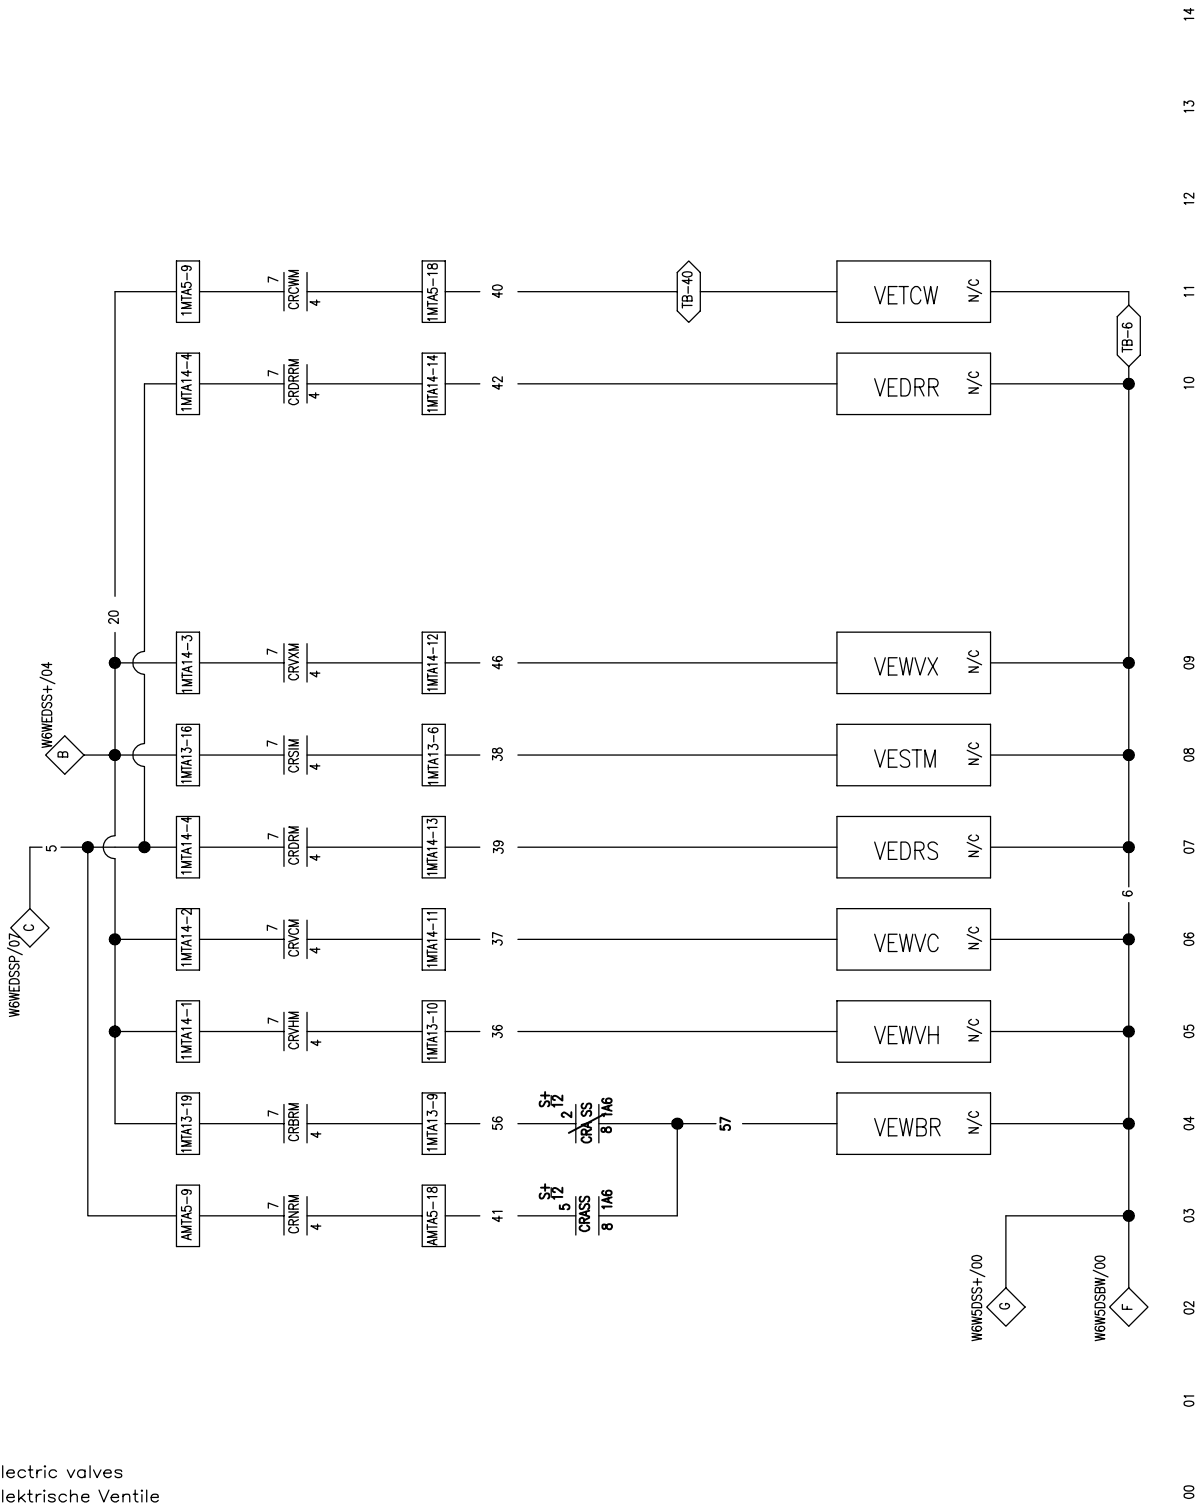 lectric valves
lektrische Ventile
00
01
02
03
04
05
06
07
08
09
10
11
12
13
14
W6WEDSSP/07
C
5
W6WEDSS+/04
B
20
AMTA5-9
7
CRNRM
4
AMTA5-18
41
S+
12
5
CRASS
8 1A6
1MTA13-19
7
CRBRM
4
1MTA13-9
56
S+
12
2
CRASS
8 1A6
57
VEWBR
N/C
1MTA14-1
7
CRVHM
4
1MTA13-10
36
VEWVH
N/C
1MTA14-2
7
CRVCM
4
1MTA14-11
37
VEWVC
N/C
1MTA14-4
7
CRDRM
4
1MTA14-13
39
VEDRS
N/C
1MTA13-16
7
CRSIM
4
1MTA13-6
38
VESTM
N/C
1MTA14-3
7
CRVXM
4
1MTA14-12
46
VEWVX
N/C
1MTA14-4
7
CRDRRM
4
1MTA14-14
42
VEDRR
N/C
1MTA5-9
7
CRCWM
4
1MTA5-18
40
TB-40
VETCW
N/C
TB-6
6
W6W5DSS+/00
G
W6W5DSBW/00
F